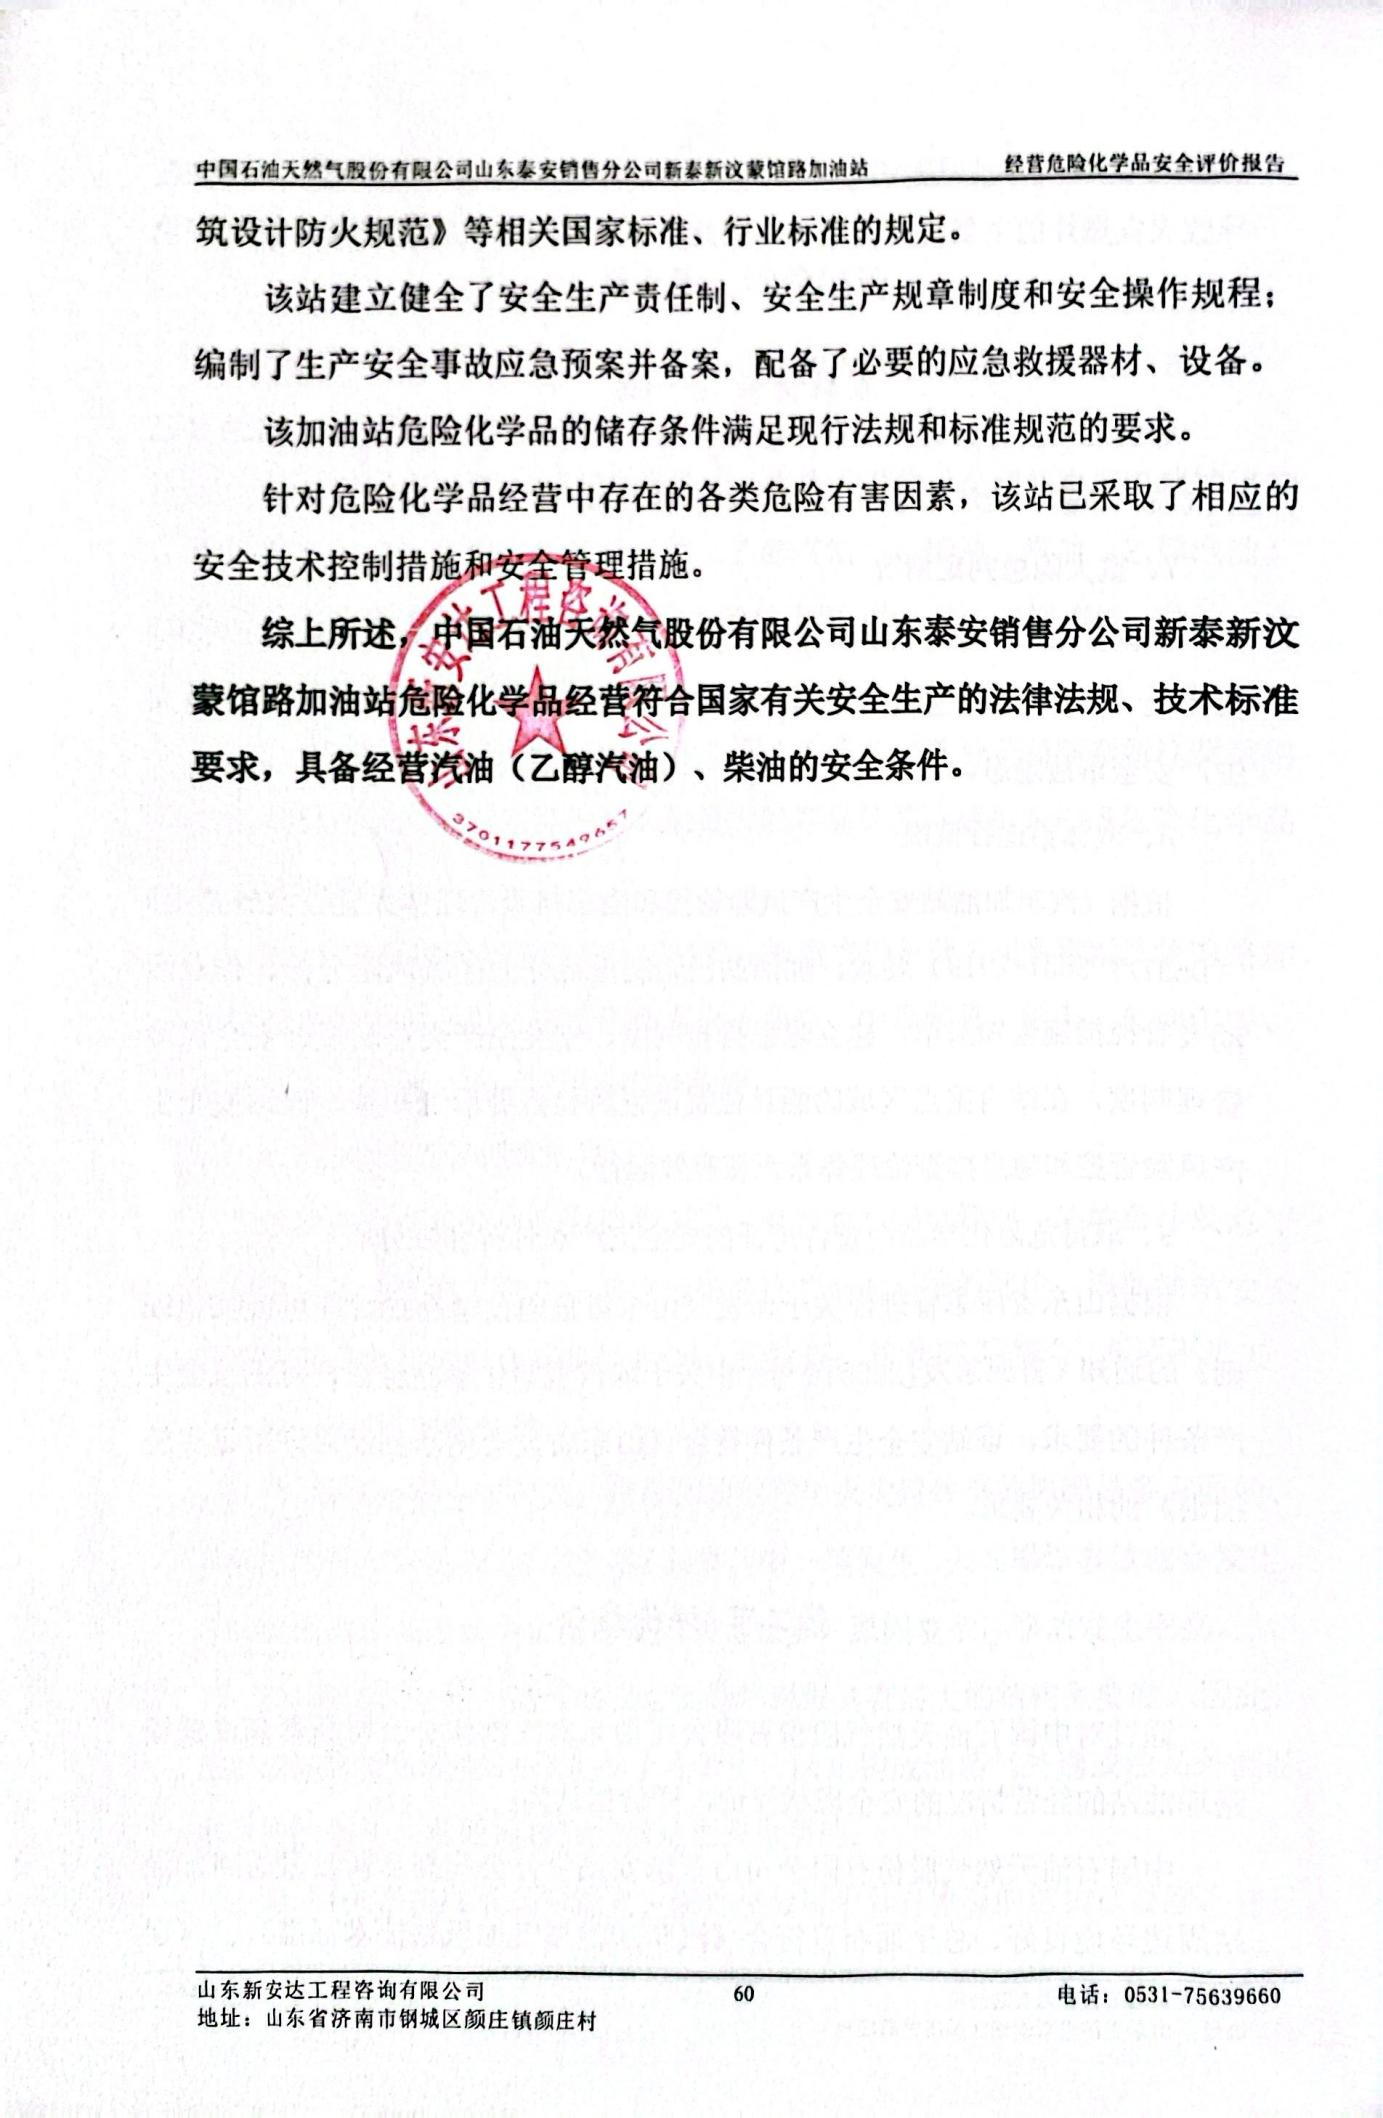 中国石油天然气股份有限公司山东泰安销售分公司新泰新汶蒙馆路加油站 经营危险化学品安全评价报告
筑设计防火规范》等相关国家标准、行业标准的规定。
该站建立健全了安全生产责任制、安全生产规章制度和安全操作规程；
编制了生产安全事故应急预案并备案，配备了必要的应急救援器材、设备。
该加油站危险化学品的储存条件满足现行法规和标准规范的要求。
针对危险化学品经营中存在的各类危险有害因素，该站已采取了相应的
安全技术控制措施和安全管理措施。
综上所述，中国石油天然气股份有限公司山东泰安销售分公司新泰新汶
蒙馆路加油站危险化学品经营符合国家有关安全生产的法律法规、技术标准
要求，具备经营汽油（乙醇汽油）、柴油的安全条件。
山东新安达工程咨询有限公司
3701177549657
山东新安达工程咨询有限公司 60 电话：0531-75639660
地址：山东省济南市钢城区颜庄镇颜庄村